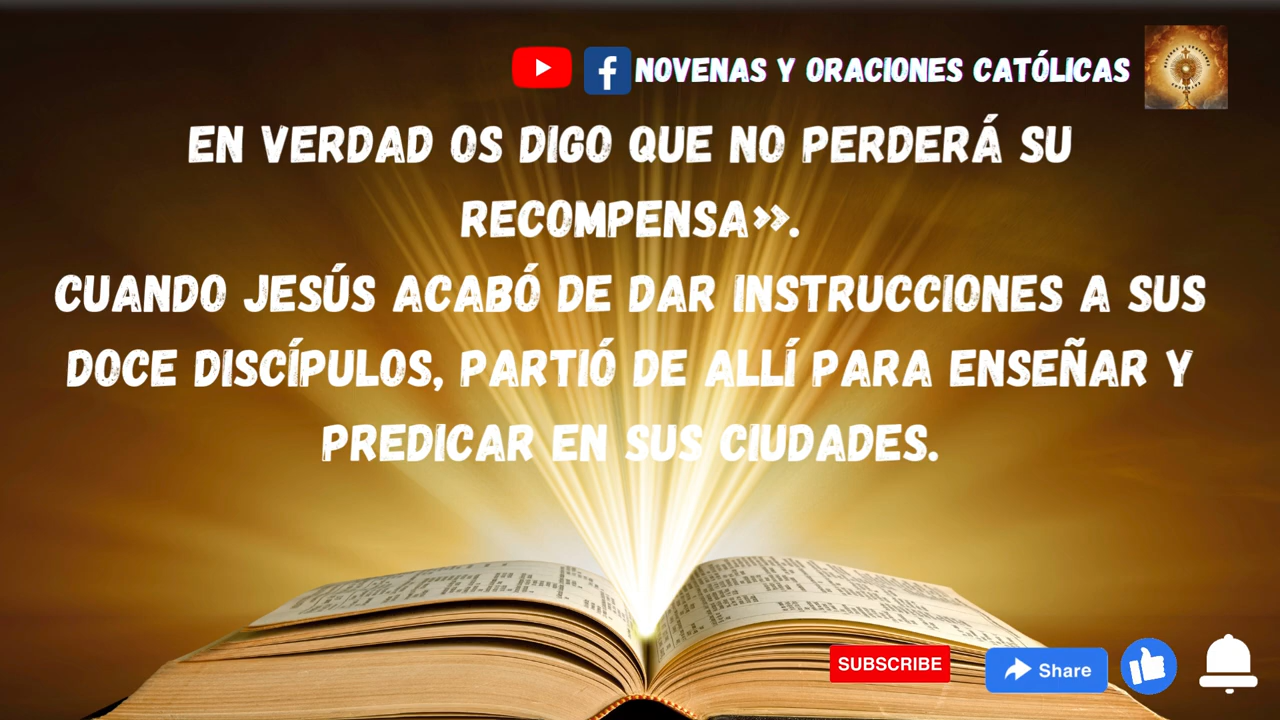 NOVENAS Y ORACIONES CATÓLICAS
EN VERDAD OS DIGO QUE NO PERDERÁ SU
RECOMPENSA>>.
CUANDO JESÚS ACABÓ DE DAR INSTRUCCIONES A SUS
DOCE DISCÍPULOS, PARTIÓ DE ALLÍ PARA ENSEÑAR Y
PREDICAR EN SUS CIUDADES.
SUBSCRIBE
Share